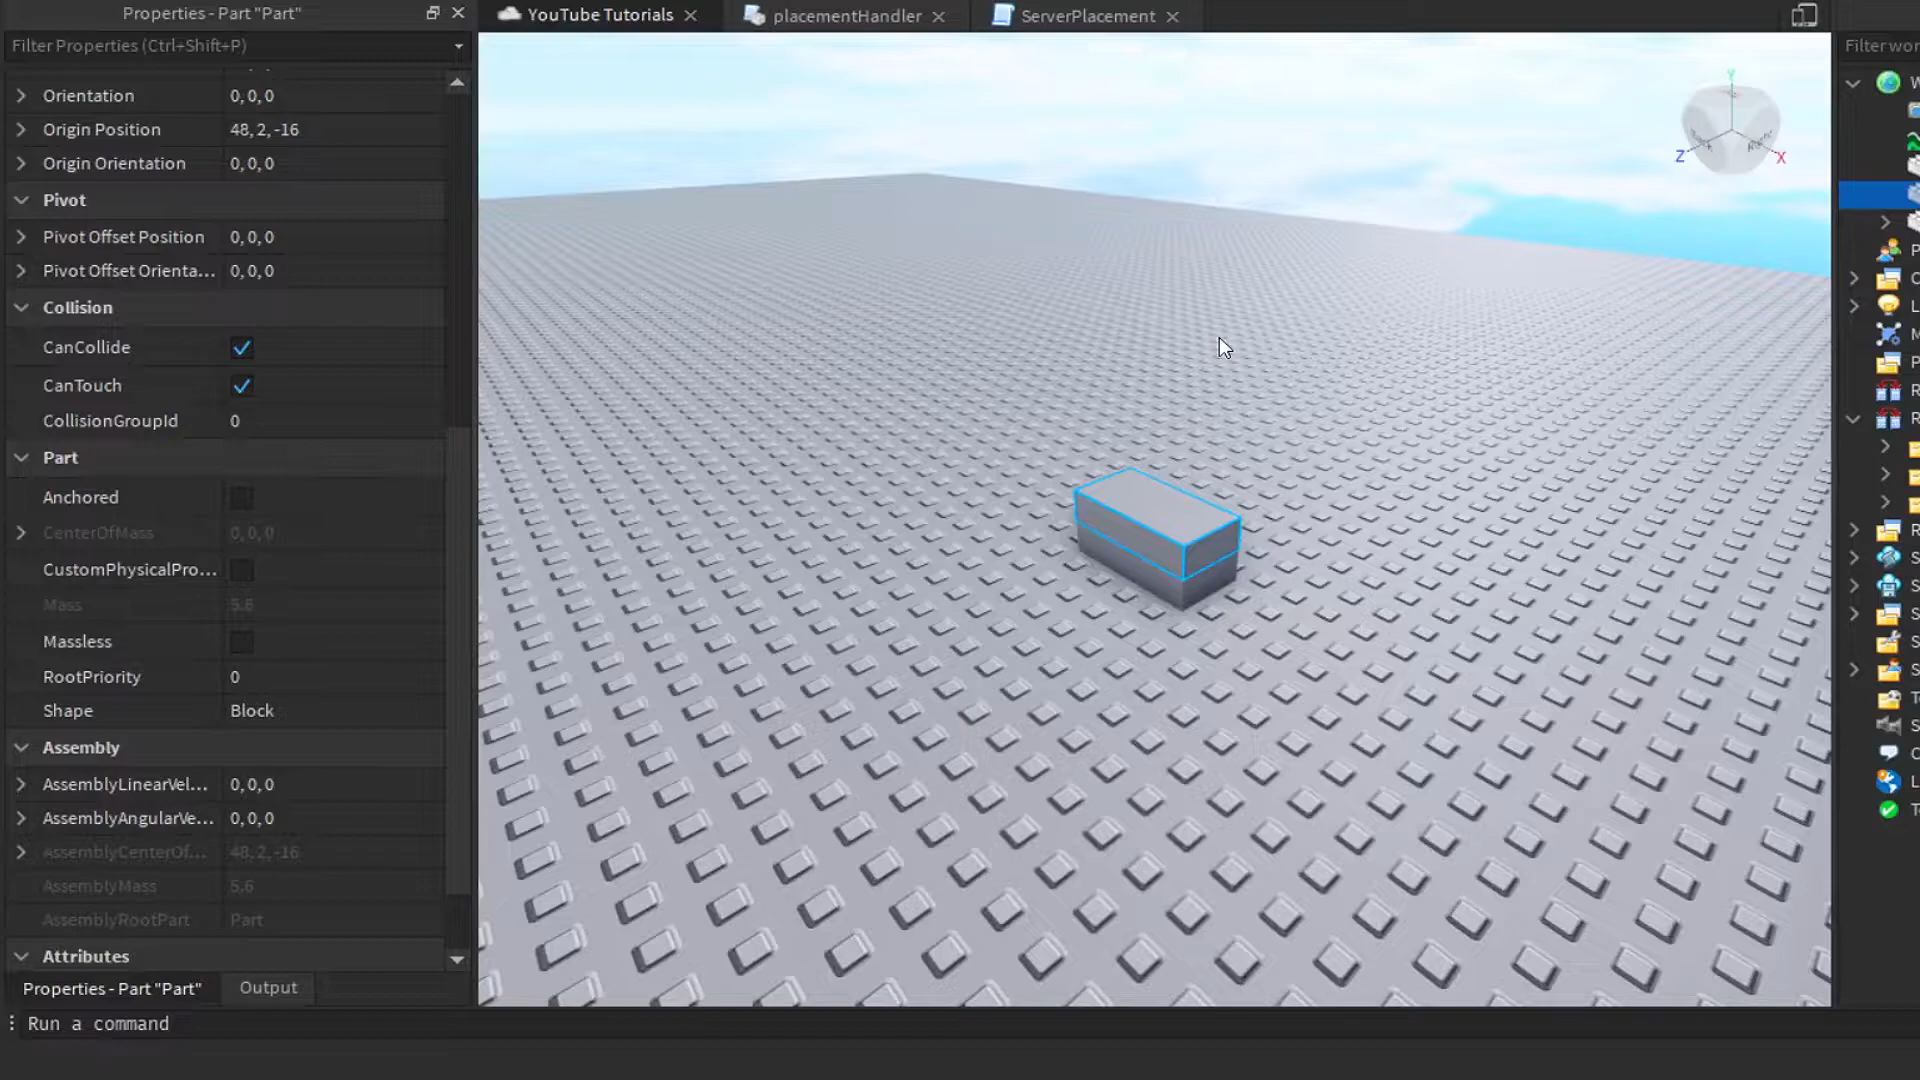 Properties - Part "Part"
YouTube Tutorials
placementHandler
ServerPlacement
Filter Properties (Ctrl+Shift+P)
Filter wor
Orientation 0, 0, 0
Origin Position 48, 2, -16
Origin Orientation 0, 0, 0
Pivot
Pivot Offset Position 0, 0, 0
Pivot Offset Orienta... 0, 0, 0
Collision
CanCollide
CanTouch
CollisionGroupId 0
Part
Anchored
CenterOfMass 0, 0, 0
CustomPhysicalPro...
Mass 5.6
Massless
RootPriority 0
Shape Block
Assembly
AssemblyLinearVel... 0, 0, 0
AssemblyAngularVe... 0, 0, 0
AssemblyCenterOf... 48, 2, -16
AssemblyMass 5.6
AssemblyRootPart Part
Attributes
Properties - Part "Part"
Output
Run a command
Y
Z
X